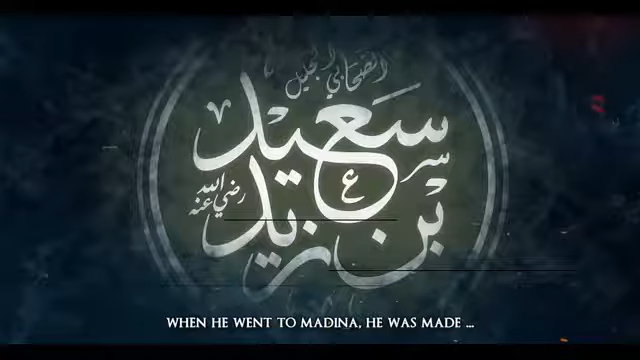 الصحابي الجليل
سعيد
بن زيد
رضي الله عنه
WHEN HE WENT TO MADINA, HE WAS MADE ...